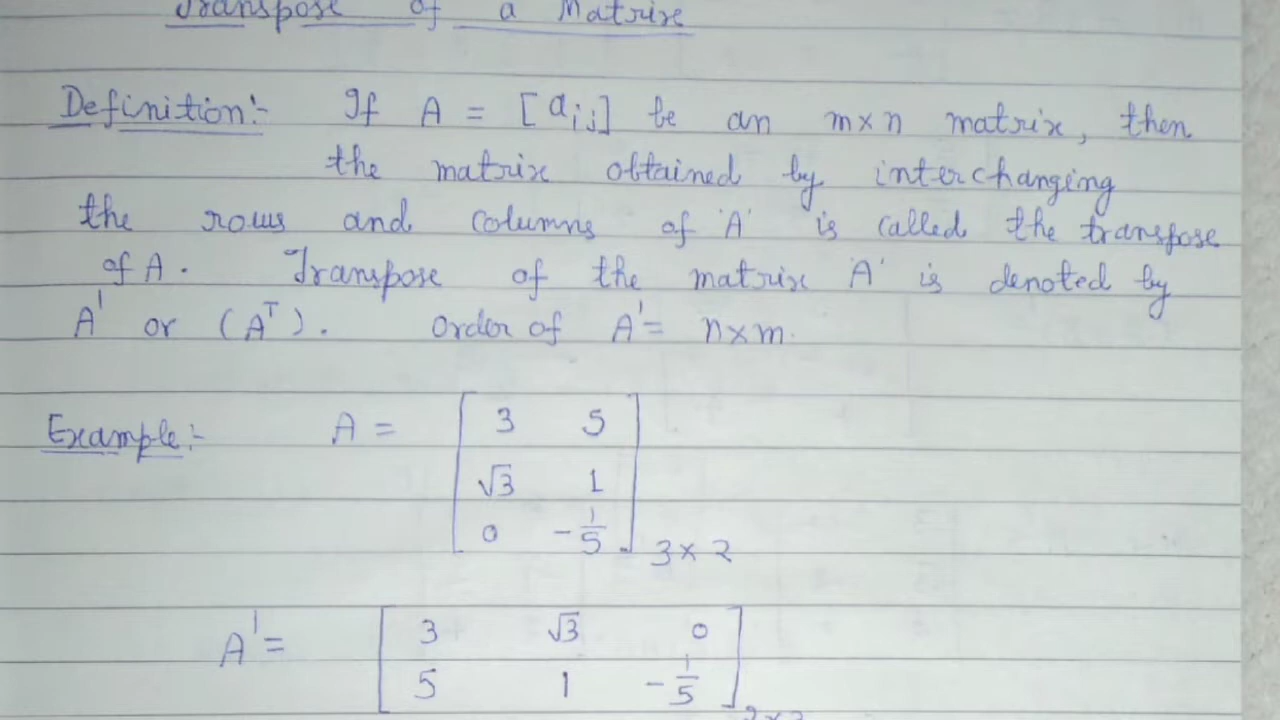 Transpose of a Matrix
Definition:- If A = [aij] be an m×n matrix, then
the matrix obtained by interchanging
the rows and columns of 'A' is called the transpose
of A. Transpose of the matrix 'A' is denoted by
A' or (Aᵀ). Order of A' = n×m.
Example:- A = [ 3 5
√3 1
0 -1/5 ] 3×2
A' = [ 3 √3 0
5 1 -1/5 ]